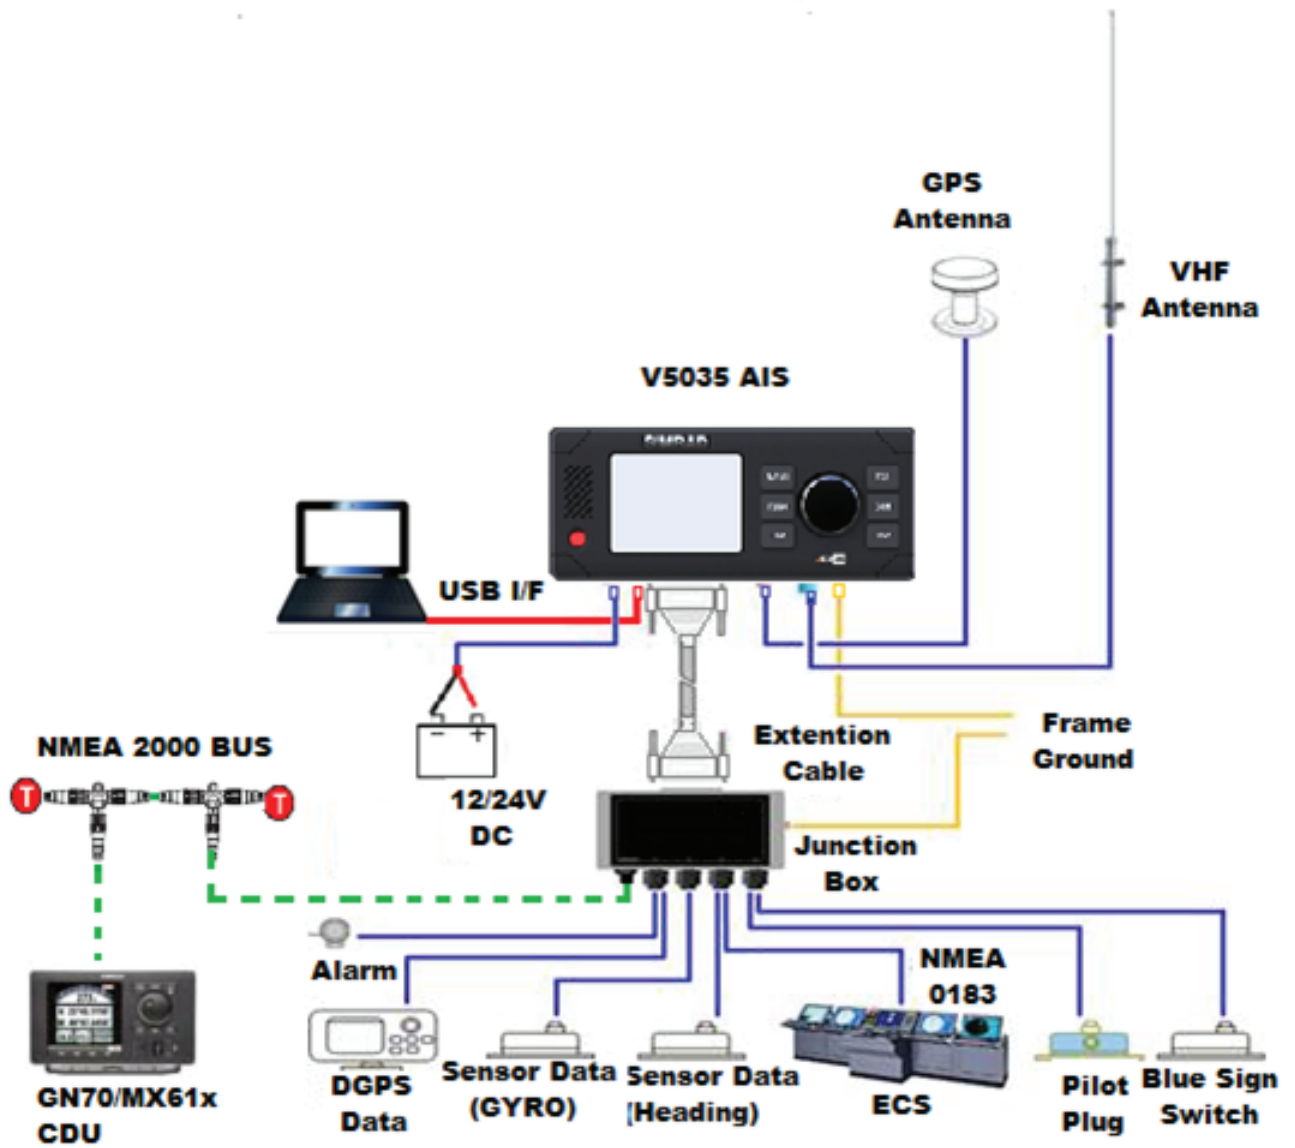 GPS
Antenna
VHF
Antenna
V5035 AIS
USB I/F
NMEA 2000 BUS
T
T
12/24V
DC
Extention
Cable
Frame
Ground
Junction
Box
Alarm
NMEA
0183
GN70/MX61x
CDU
DGPS
Data
Sensor Data
(GYRO)
Sensor Data
(Heading)
ECS
Pilot
Plug
Blue Sign
Switch